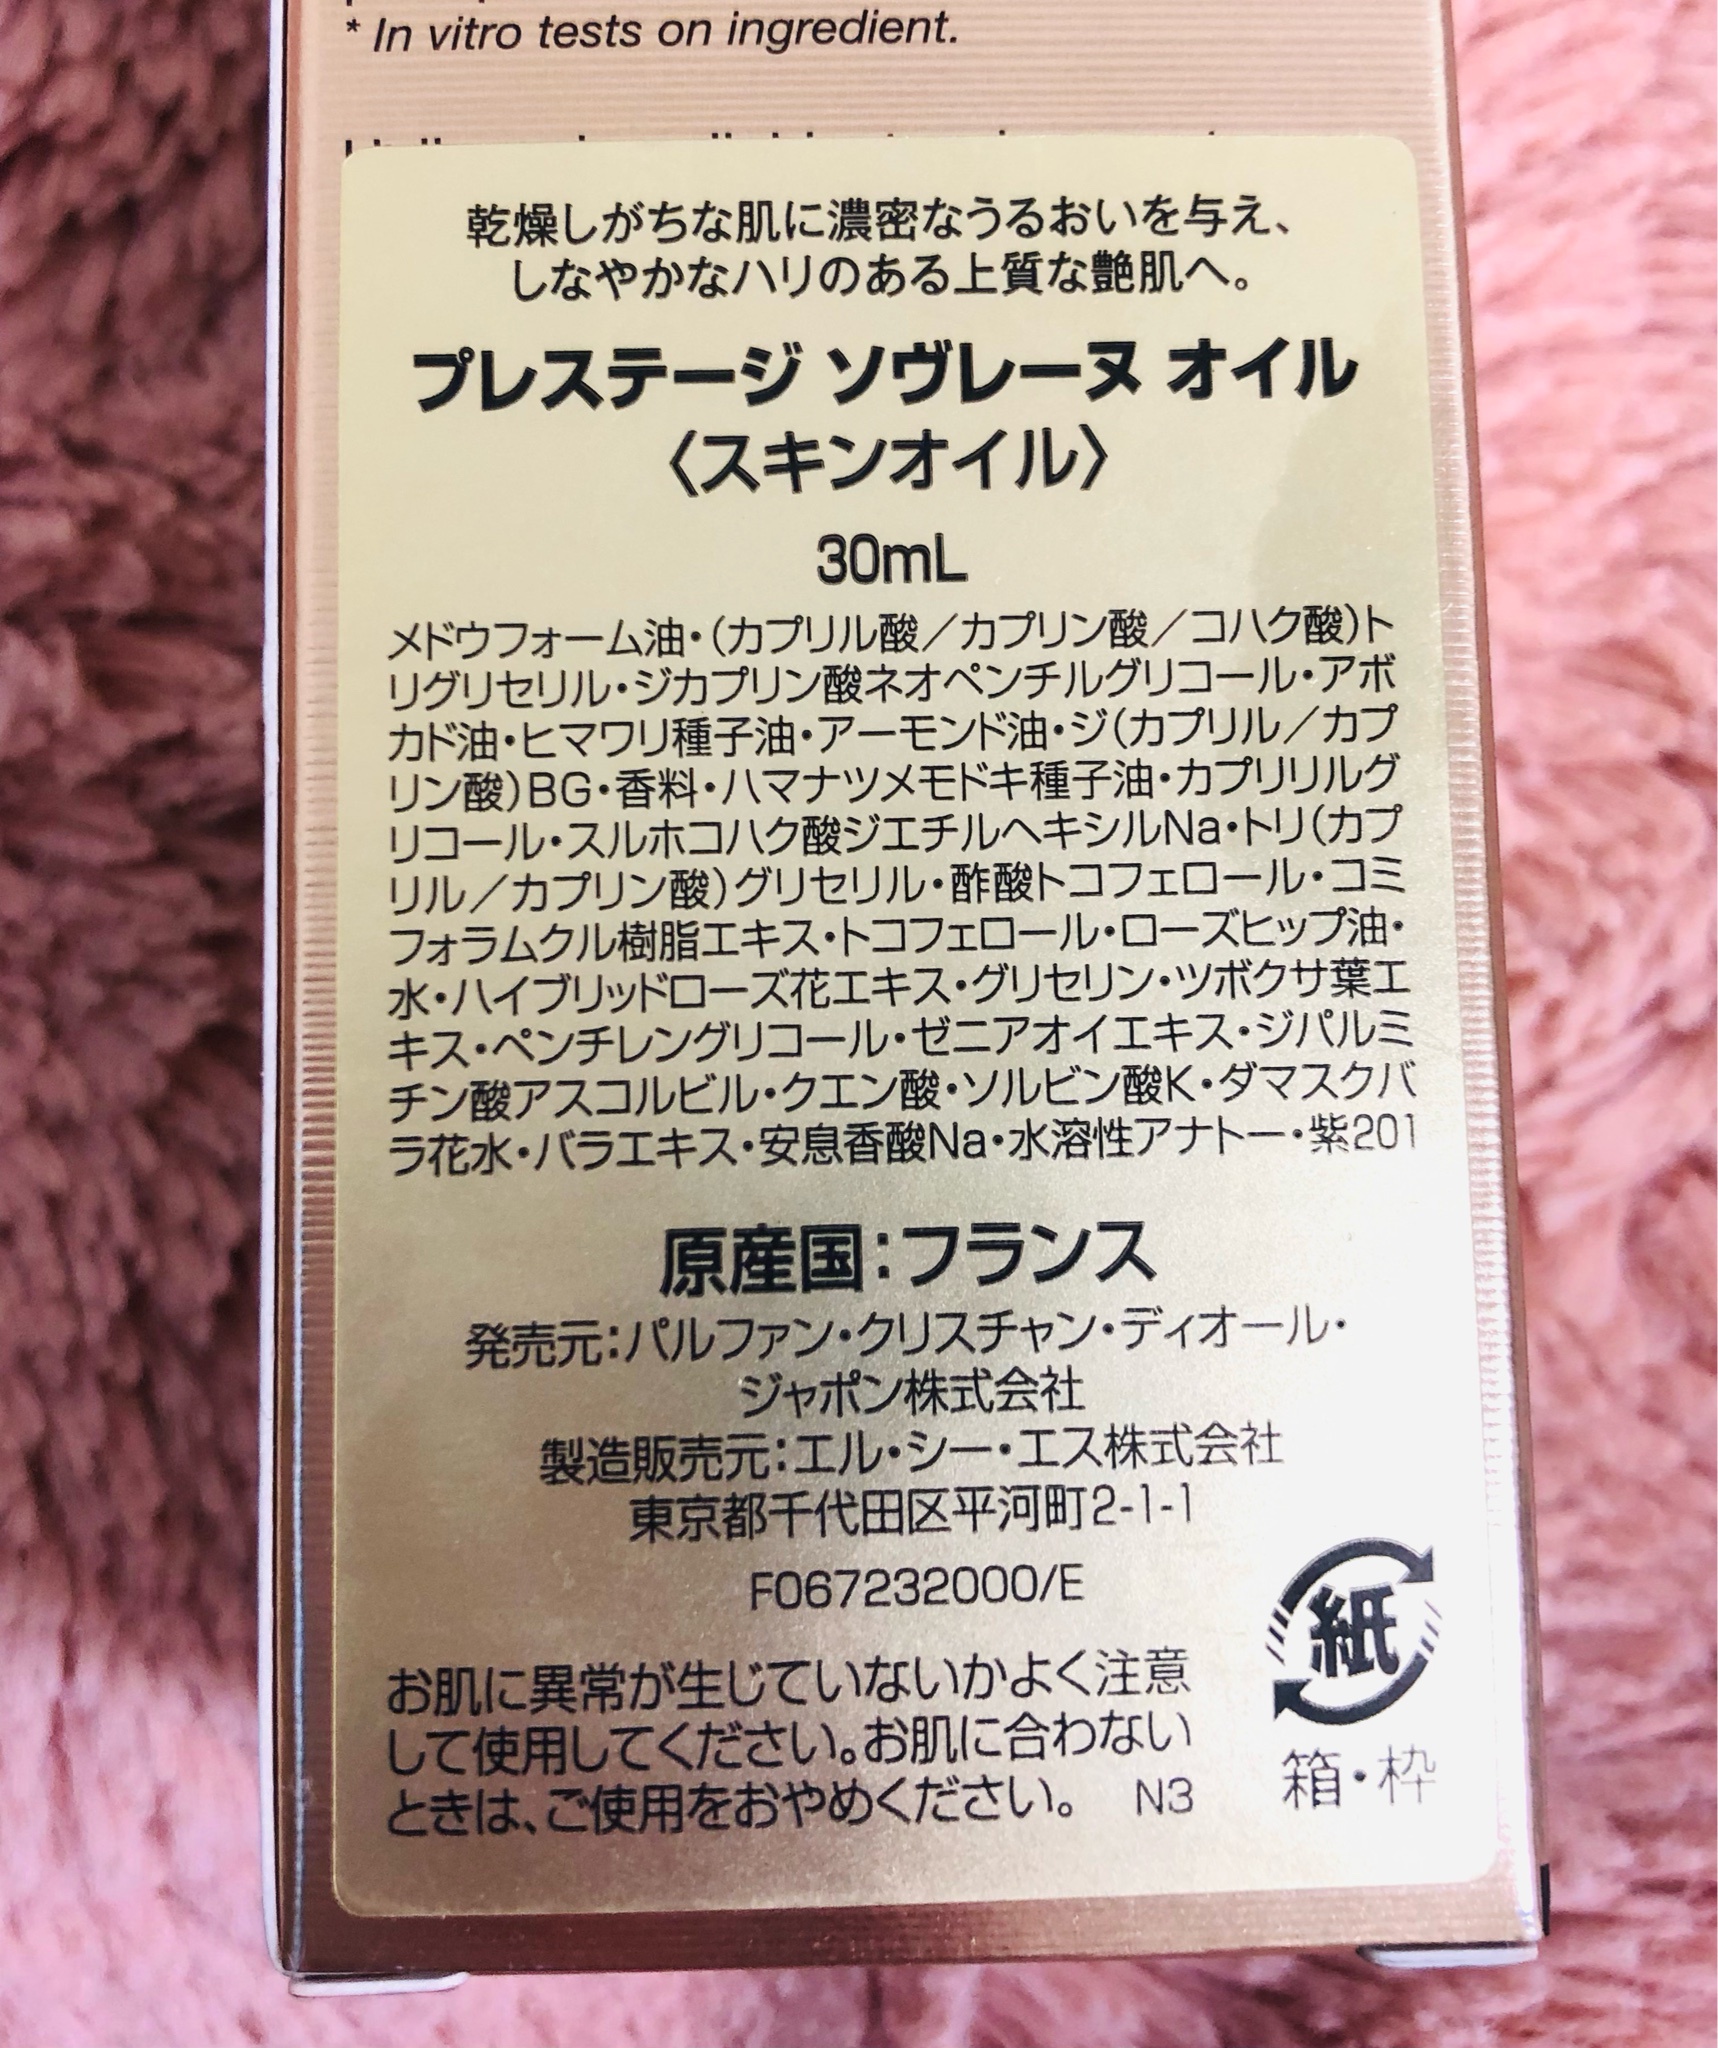 * In vitro tests on ingredient.
乾燥しがちな肌に濃密なうるおいを与え、
しなやかなハリのある上質な艶肌へ。
プレステージ ソヴレーヌ オイル
〈スキンオイル〉
30mL
メドウフォーム油・(カプリル酸／カプリン酸／コハク酸)ト
リグリセリル・ジカプリン酸ネオペンチルグリコール・アボ
カド油・ヒマワリ種子油・アーモンド油・ジ(カプリル／カプ
リン酸)BG・香料・ハマナツメモドキ種子油・カプリリルグ
リコール・スルホコハク酸ジエチルヘキシルNa・トリ(カプ
リル／カプリン酸)グリセリル・酢酸トコフェロール・コミ
フォラムクル樹脂エキス・トコフェロール・ローズヒップ油・
水・ハイブリッドローズ花エキス・グリセリン・ツボクサ葉エ
キス・ペンチレングリコール・ゼニアオイエキス・ジパルミ
チン酸アスコルビル・クエン酸・ソルビン酸K・ダマスクバ
ラ花水・バラエキス・安息香酸Na・水溶性アナトー・紫201
原産国：フランス
発売元：パルファン・クリスチャン・ディオール・
ジャポン株式会社
製造販売元：エル・シー・エス株式会社
東京都千代田区平河町2-1-1
F067232000/E
お肌に異常が生じていないかよく注意
して使用してください。お肌に合わない
ときは、ご使用をおやめください。 N3
紙
箱・枠